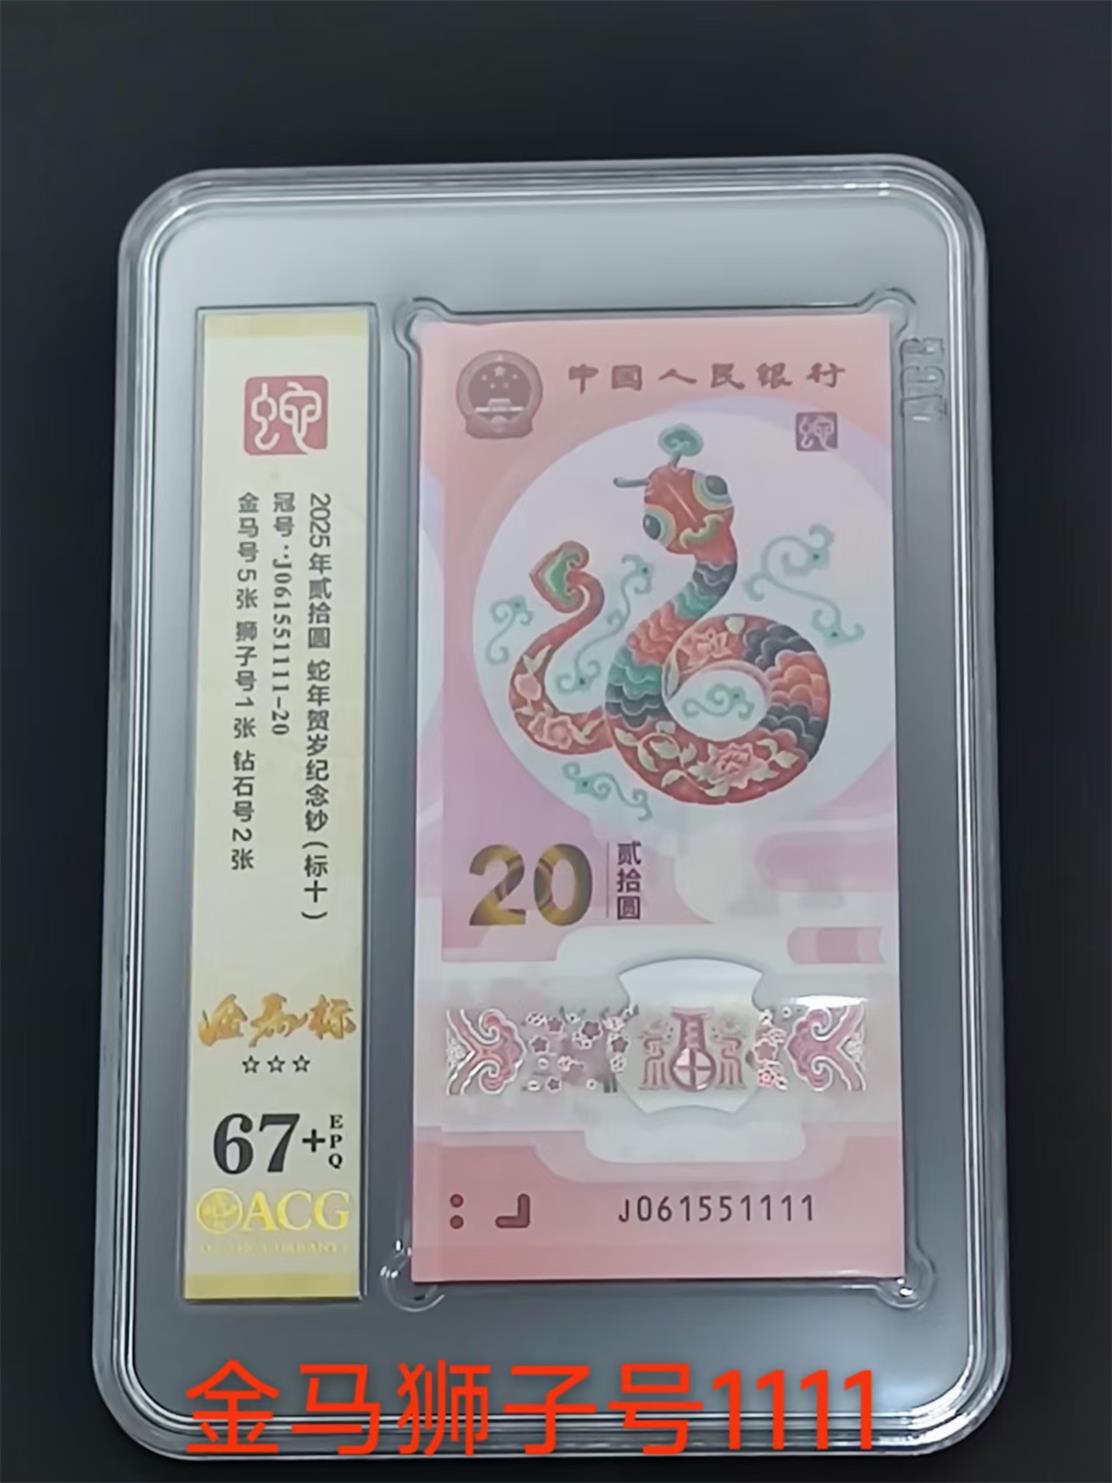 蛇
2025年贰拾圆 蛇年贺岁纪念钞(标十)
冠号:J061551111-20
金马号5张 狮子号1张 钻石号2张
金马标
☆☆☆
67+EPQ
ACG
中国人民银行
蛇
20 贰拾圆
J061551111
ACG
金马狮子号1111